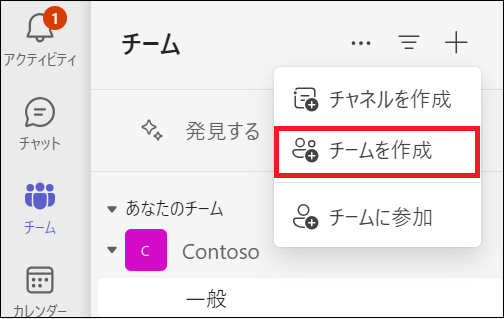 1
アクティビティ
チャット
チーム
カレンダー
チーム
発見する
あなたのチーム
C
Contoso
一般
チャネルを作成
チームを作成
チームに参加